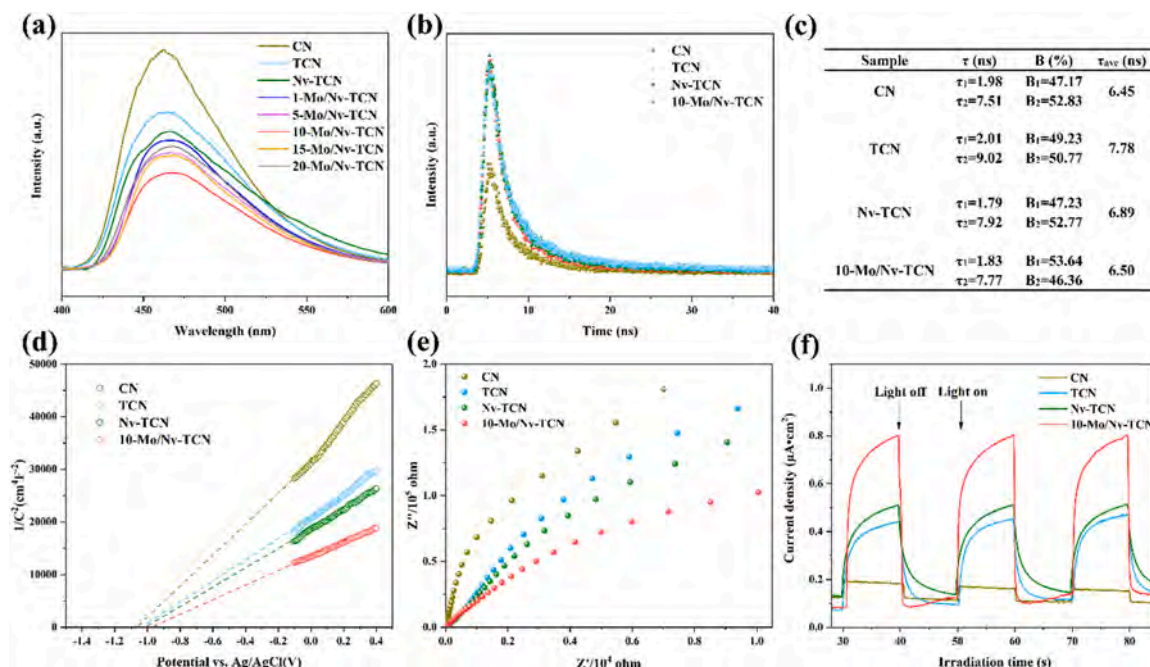 (a)
CN
TCN
Nv-TCN
1-Mo/Nv-TCN
5-Mo/Nv-TCN
10-Mo/Nv-TCN
15-Mo/Nv-TCN
20-Mo/Nv-TCN
Intensity (a.u.)
400 450 500 550 600
Wavelength (nm)
(b)
CN
TCN
Nv-TCN
10-Mo/Nv-TCN
Intensity (a.u.)
0 10 20 30 40
Time (ns)
(c)
Sample τ (ns) B (%) τave (ns)
CN τ1=1.98 B1=47.17 6.45
τ2=7.51 B2=52.83
TCN τ1=2.01 B1=49.23 7.78
τ2=9.02 B2=50.77
Nv-TCN τ1=1.79 B1=47.23 6.89
τ2=7.92 B2=52.77
10-Mo/Nv-TCN τ1=1.83 B1=53.64 6.50
τ2=7.77 B2=46.36
(d)
50000
40000
30000
20000
10000
0
CN
TCN
Nv-TCN
10-Mo/Nv-TCN
1/C²(cm⁴F⁻²)
-1.4 -1.2 -1.0 -0.8 -0.6 -0.4 -0.2 0.0 0.2 0.4
Potential vs. Ag/AgCl(V)
(e)
2.0
1.5
1.0
0.5
0.0
CN
TCN
Nv-TCN
10-Mo/Nv-TCN
0.0 0.2 0.4 0.6 0.8 1.0
Z'/10⁴ ohm
(f)
1.0
0.8
0.6
0.4
0.2
0.0
Light off
Light on
CN
TCN
Nv-TCN
10-Mo/Nv-TCN
Current density (μA•cm²)
30 40 50 60 70 80
Irradiation time (s)